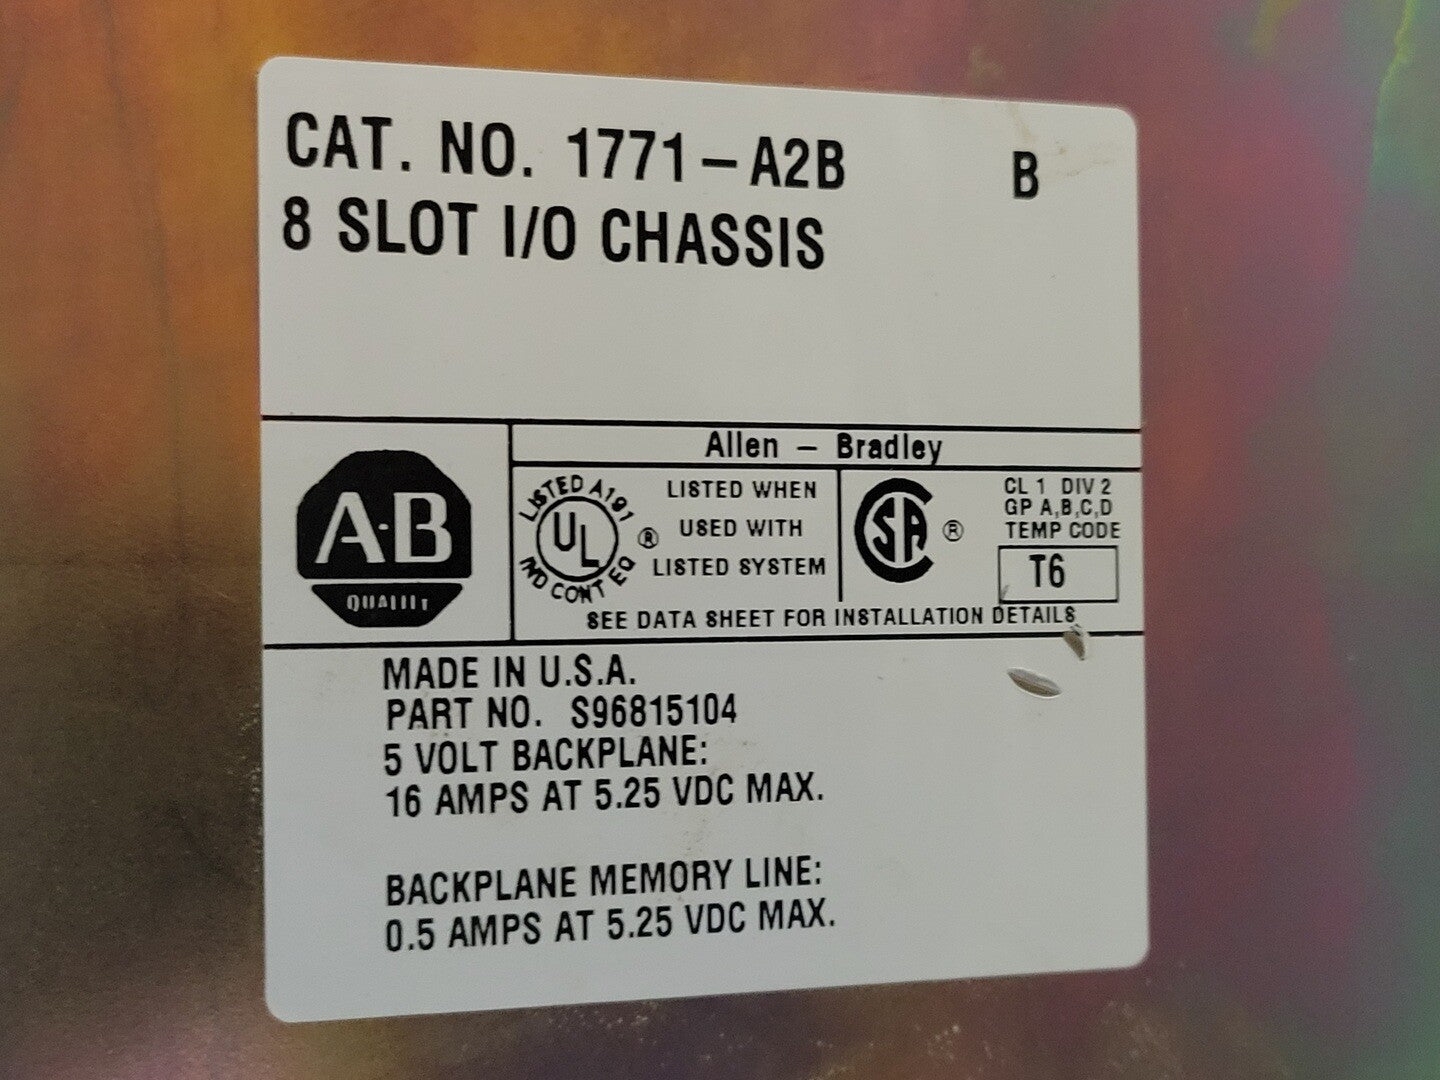 CAT. NO. 1771-A2B B
8 SLOT I/O CHASSIS
Allen - Bradley
A·B
QUALITY
LISTED A191
UL
®
IND CONT EQ
LISTED WHEN
USED WITH
LISTED SYSTEM
SA ®
CL 1 DIV 2
GP A,B,C,D
TEMP CODE
T6
SEE DATA SHEET FOR INSTALLATION DETAILS
MADE IN U.S.A.
PART NO. S96815104
5 VOLT BACKPLANE:
16 AMPS AT 5.25 VDC MAX.
BACKPLANE MEMORY LINE:
0.5 AMPS AT 5.25 VDC MAX.